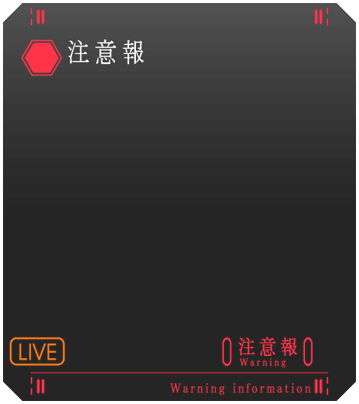 注意報
LIVE
注意報
Warning
Warning information